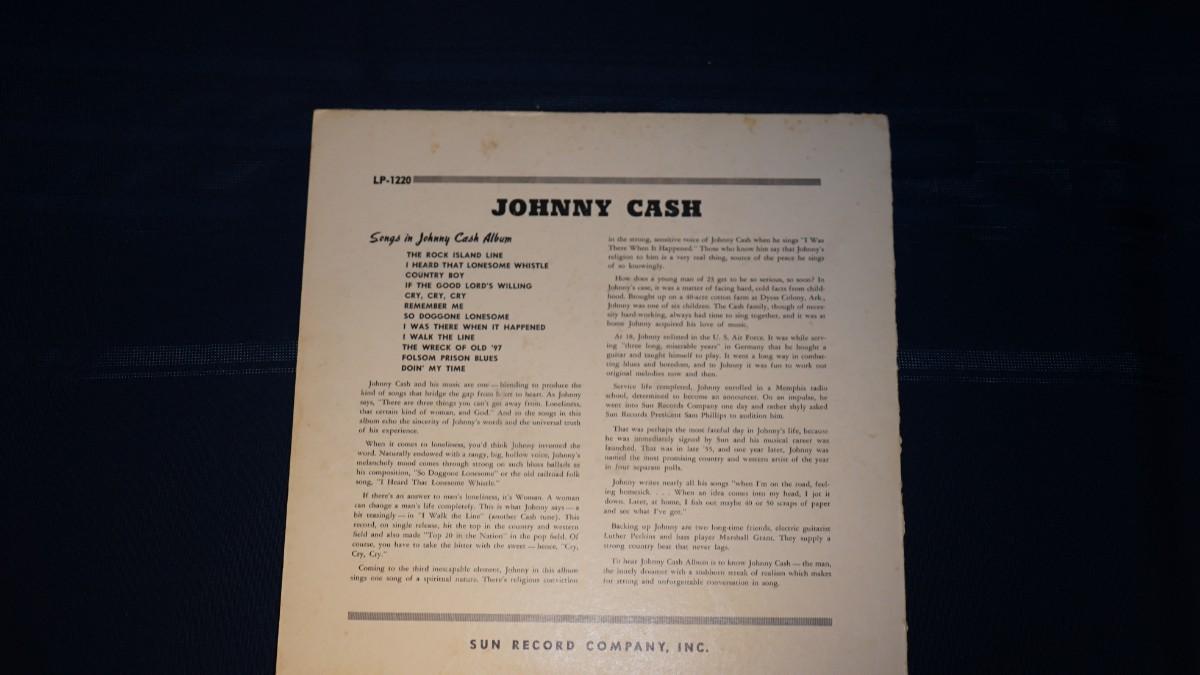 LP-1220
JOHNNY CASH
Songs in Johnny Cash Album
THE ROCK ISLAND LINE
I HEARD THAT LONESOME WHISTLE
COUNTRY BOY
IF THE GOOD LORD'S WILLING
CRY, CRY, CRY
REMEMBER ME
SO DOGGONE LONESOME
I WAS THERE WHEN IT HAPPENED
I WALK THE LINE
THE WRECK OF OLD '97
FOLSOM PRISON BLUES
DOIN' MY TIME
Johnny Cash and his music are one — blending to produce the
kind of songs that bridge the gap from heart to heart. As Johnny
says, "There are three things you can't get away from. Loneliness,
that certain kind of woman, and God." And so the songs in this
album echo the sincerity of Johnny's words and the universal truth
of his experience.
When it comes to loneliness, you'd think Johnny invented the
word. Naturally endowed with a rangy, big, hollow voice, Johnny's
melancholy mood comes through strong on such blues ballads as
his composition, "So Doggone Lonesome" or the old railroad folk
song, "I Heard That Lonesome Whistle."
If there's an answer to man's loneliness, it's Woman. A woman
can change a man's life completely. This is what Johnny says — a
bit teasingly — in "I Walk the Line" (another Cash tune). This
record, on single release, hit the top in the country and western
field and also made "Top 20 in the Nation" in the pop field. Of
course, you have to take the bitter with the sweet — hence, "Cry,
Cry, Cry."
Coming to the third inescapable element, Johnny in this album
sings one song of a spiritual nature. There's religious conviction
in the strong, sensitive voice of Johnny Cash when he sings "I Was
There When It Happened." Those who know him say that Johnny's
religion to him is a very real thing, source of the peace he sings
of so knowingly.
How does a young man of 25 get to be so serious, so soon? In
Johnny's case, it was a matter of facing hard, cold facts from child-
hood. Brought up on a 40-acre cotton farm at Dyess Colony, Ark.,
Johnny was one of six children. The Cash family, though of neces-
sity hard-working, always had time to sing together, and it was at
home Johnny acquired his love of music.
At 18, Johnny enlisted in the U. S. Air Force. It was while serv-
ing "three long, miserable years" in Germany that he bought a
guitar and taught himself to play. It went a long way in combat-
ting blues and boredom, and to Johnny it was fun to work out
original melodies now and then.
Service life completed, Johnny enrolled in a Memphis radio
school, determined to become an announcer. On an impulse, he
went into Sun Records Company one day and rather shyly asked
Sun Records President Sam Phillips to audition him.
That was perhaps the most fateful day in Johnny's life, because
he was immediately signed by Sun and his musical career was
launched. That was in late '55, and one year later, Johnny was
named the most promising country and western artist of the year
in four separate polls.
Johnny writes nearly all his songs "when I'm on the road, feel-
ing homesick. . . . When an idea comes into my head, I jot it
down. Later, at home, I fish out maybe 40 or 50 scraps of paper
and see what I've got."
Backing up Johnny are two long-time friends, electric guitarist
Luther Perkins and bass player Marshall Grant. They supply a
strong country beat that never lags.
To hear Johnny Cash Album is to know Johnny Cash — the man,
the lonely dreamer with a stubborn streak of realism which makes
for strong and unforgettable conversation in song.
SUN RECORD COMPANY, INC.